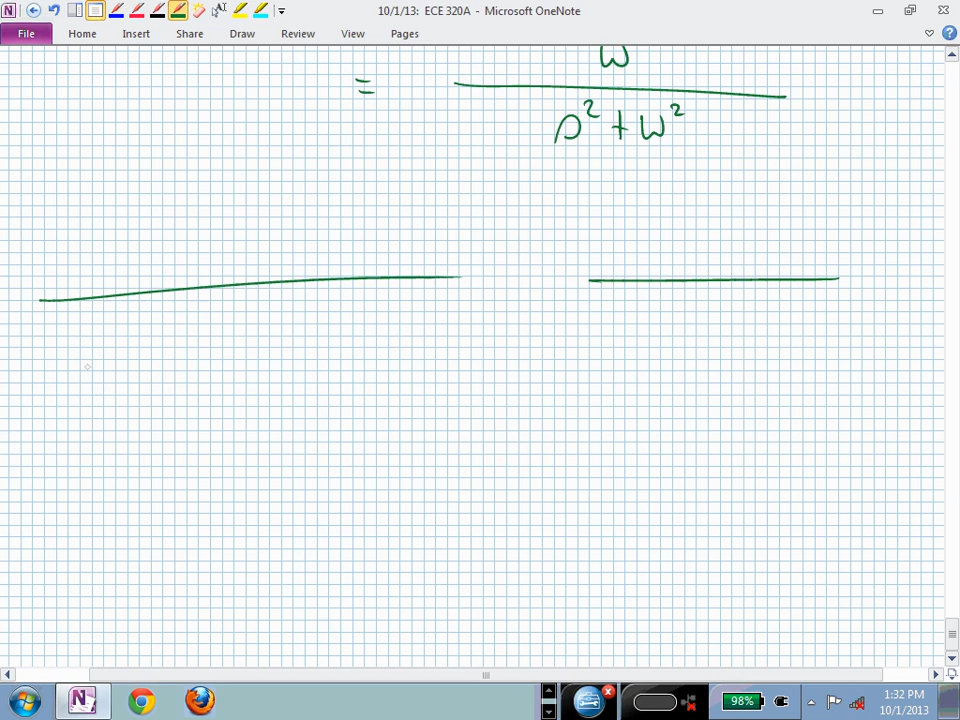 10/1/13: ECE 320A - Microsoft OneNote
File Home Insert Share Draw Review View Pages
= ω
s² + ω²
98% 1:32 PM
10/1/2013